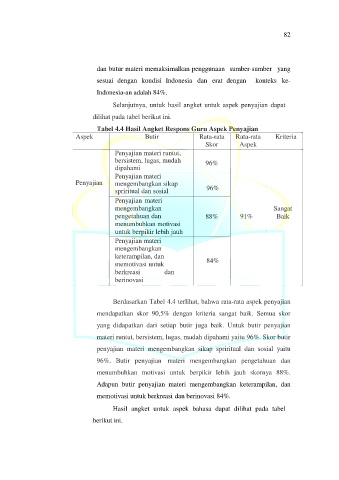 82
dan butur materi memaksimalkan penggunaan sumber-sumber yang
sesuai dengan kondisi Indonesia dan erat dengan konteks ke-
Indonesia-an adalah 84%.
Selanjutnya, untuk hasil angket untuk aspek penyajian dapat
dilihat pada tabel berikut ini.
Tabel 4.4 Hasil Angket Respons Guru Aspek Penyajian
Aspek Butir Rata-rata Rata-rata Kriteria
Skor Aspek
Penyajian materi runtut,
bersistem, lugas, mudah
dipahami
96%
Penyajian materi
mengembangkan sikap
spriritual dan sosial
96%
Penyajian
Penyajian materi
mengembangkan
pengetahuan dan
menumbuhkan motivasi
untuk berpikir lebih jauh
88% 91%
Sangat
Baik
Penyajian materi
mengembangkan
keterampilan, dan
memotivasi untuk
berkreasi dan
berinovasi
84%
Berdasarkan Tabel 4.4 terlihat, bahwa rata-rata aspek penyajian
mendapatkan skor 90,5% dengan kriteria sangat baik. Semua skor
yang didapatkan dari setiap butir juga baik. Untuk butir penyajian
materi runtut, bersistem, lugas, mudah dipahami yaitu 96%. Skor butir
penyajian materi mengembangkan sikap spriritual dan sosial yaitu
96%. Butir penyajian materi mengembangkan pengetahuan dan
menumbuhkan motivasi untuk berpikir lebih jauh skornya 88%.
Adapun butir penyajian materi mengembangkan keterampilan, dan
memotivasi untuk berkreasi dan berinovasi 84%.
Hasil angket untuk aspek bahasa dapat dilihat pada tabel
berikut ini.